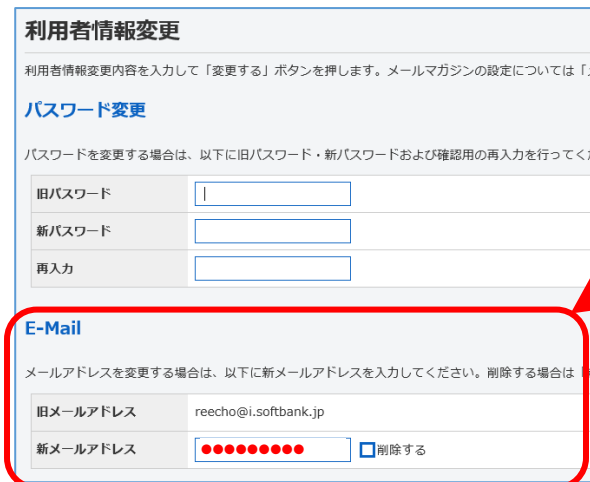 利用者情報変更
利用者情報変更内容を入力して「変更する」ボタンを押します。メールマガジンの設定については「
パスワード変更
パスワードを変更する場合は、以下に旧パスワード・新パスワードおよび確認用の再入力を行ってく
旧パスワード
新パスワード
再入力
E-Mail
メールアドレスを変更する場合は、以下に新メールアドレスを入力してください。削除する場合は「
旧メールアドレス reecho@i.softbank.jp
新メールアドレス ●●●●●●●●● 削除する